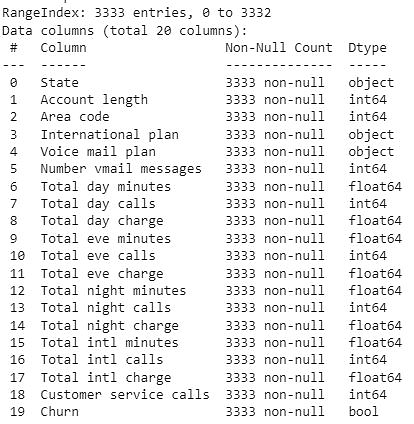 RangeIndex: 3333 entries, 0 to 3332
Data columns (total 20 columns):
 #   Column                  Non-Null Count  Dtype
---  ------                  --------------  -----
 0   State                   3333 non-null   object
 1   Account length          3333 non-null   int64
 2   Area code               3333 non-null   int64
 3   International plan      3333 non-null   object
 4   Voice mail plan         3333 non-null   object
 5   Number vmail messages   3333 non-null   int64
 6   Total day minutes       3333 non-null   float64
 7   Total day calls         3333 non-null   int64
 8   Total day charge        3333 non-null   float64
 9   Total eve minutes       3333 non-null   float64
 10  Total eve calls         3333 non-null   int64
 11  Total eve charge        3333 non-null   float64
 12  Total night minutes     3333 non-null   float64
 13  Total night calls       3333 non-null   int64
 14  Total night charge      3333 non-null   float64
 15  Total intl minutes      3333 non-null   float64
 16  Total intl calls        3333 non-null   int64
 17  Total intl charge       3333 non-null   float64
 18  Customer service calls  3333 non-null   int64
 19  Churn                   3333 non-null   bool